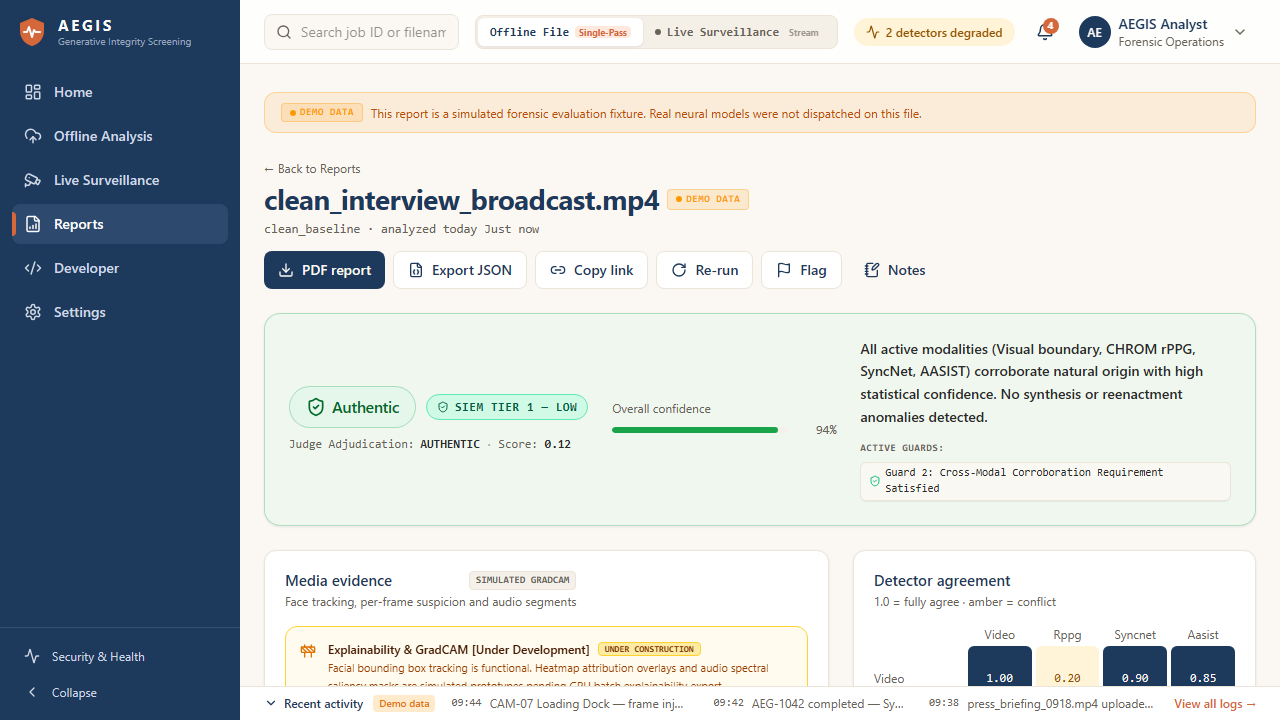 AEGIS
Generative Integrity Screening
Home
Offline Analysis
Live Surveillance
Reports
Developer
Settings
Security & Health
Collapse
Search job ID or filenam
Offline File Single-Pass
Live Surveillance Stream
2 detectors degraded
4
AE
AEGIS Analyst
Forensic Operations
DEMO DATA This report is a simulated forensic evaluation fixture. Real neural models were not dispatched on this file.
← Back to Reports
clean_interview_broadcast.mp4 DEMO DATA
clean_baseline · analyzed today Just now
PDF report
Export JSON
Copy link
Re-run
Flag
Notes
Authentic
SIEM TIER 1 — LOW
Judge Adjudication: AUTHENTIC · Score: 0.12
Overall confidence
94%
All active modalities (Visual boundary, CHROM rPPG,
SyncNet, AASIST) corroborate natural origin with high
statistical confidence. No synthesis or reenactment
anomalies detected.
ACTIVE GUARDS:
Guard 2: Cross-Modal Corroboration Requirement
Satisfied
Media evidence
SIMULATED GRADCAM
Face tracking, per-frame suspicion and audio segments
Explainability & GradCAM [Under Development] UNDER CONSTRUCTION
Facial bounding box tracking is functional. Heatmap attribution overlays and audio spectral
saliency masks are simulated prototypes pending GPU batch explainability export.
Detector agreement
1.0 = fully agree · amber = conflict
Video Rppg Syncnet Aasist
Video 1.00 0.20 0.90 0.85
Recent activity Demo data 09:44 CAM-07 Loading Dock — frame inj... 09:42 AEG-1042 completed — Sy... 09:38 press_briefing_0918.mp4 uploade... View all logs →